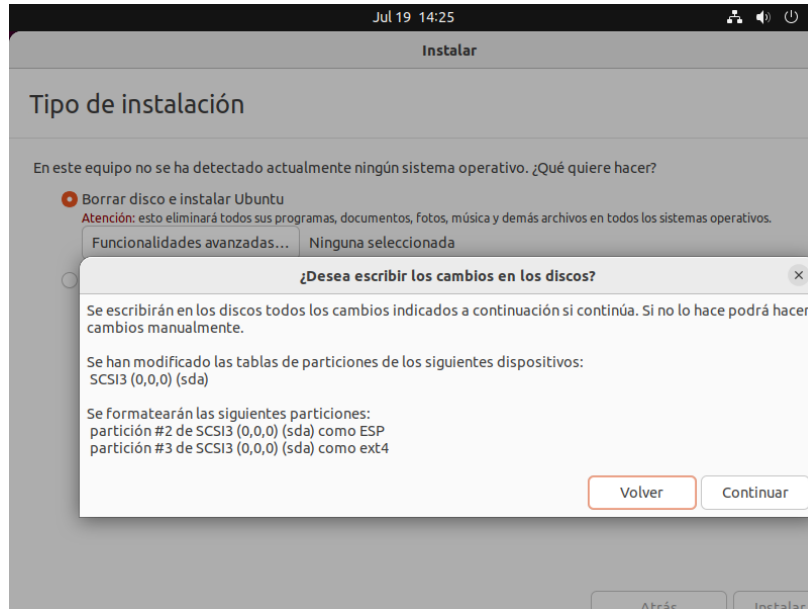 Jul 19 14:25
Instalar
Tipo de instalación
En este equipo no se ha detectado actualmente ningún sistema operativo. ¿Qué quiere hacer?
Borrar disco e instalar Ubuntu
Atención: esto eliminará todos sus programas, documentos, fotos, música y demás archivos en todos los sistemas operativos.
Funcionalidades avanzadas... Ninguna seleccionada
¿Desea escribir los cambios en los discos?
Se escribirán en los discos todos los cambios indicados a continuación si continúa. Si no lo hace podrá hacer
cambios manualmente.
Se han modificado las tablas de particiones de los siguientes dispositivos:
SCSI3 (0,0,0) (sda)
Se formatearán las siguientes particiones:
partición #2 de SCSI3 (0,0,0) (sda) como ESP
partición #3 de SCSI3 (0,0,0) (sda) como ext4
Volver Continuar
Atrás Instalar